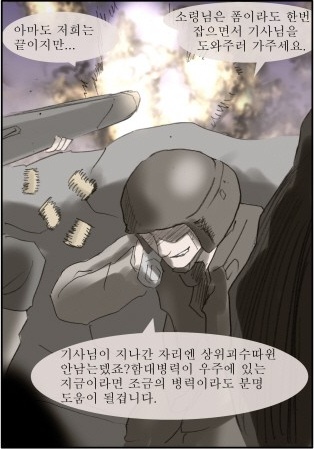 아마도 저희는
끝이지만...
소령님은 폼이라도 한번
잡으면서 기사님을
도와주러 가주세요.
기사님이 지나간 자리엔 상위괴수따윈
안남는뎄죠?함대병력이 우주에 있는
지금이라면 조금의 병력이라도 분명
도움이 될겁니다.